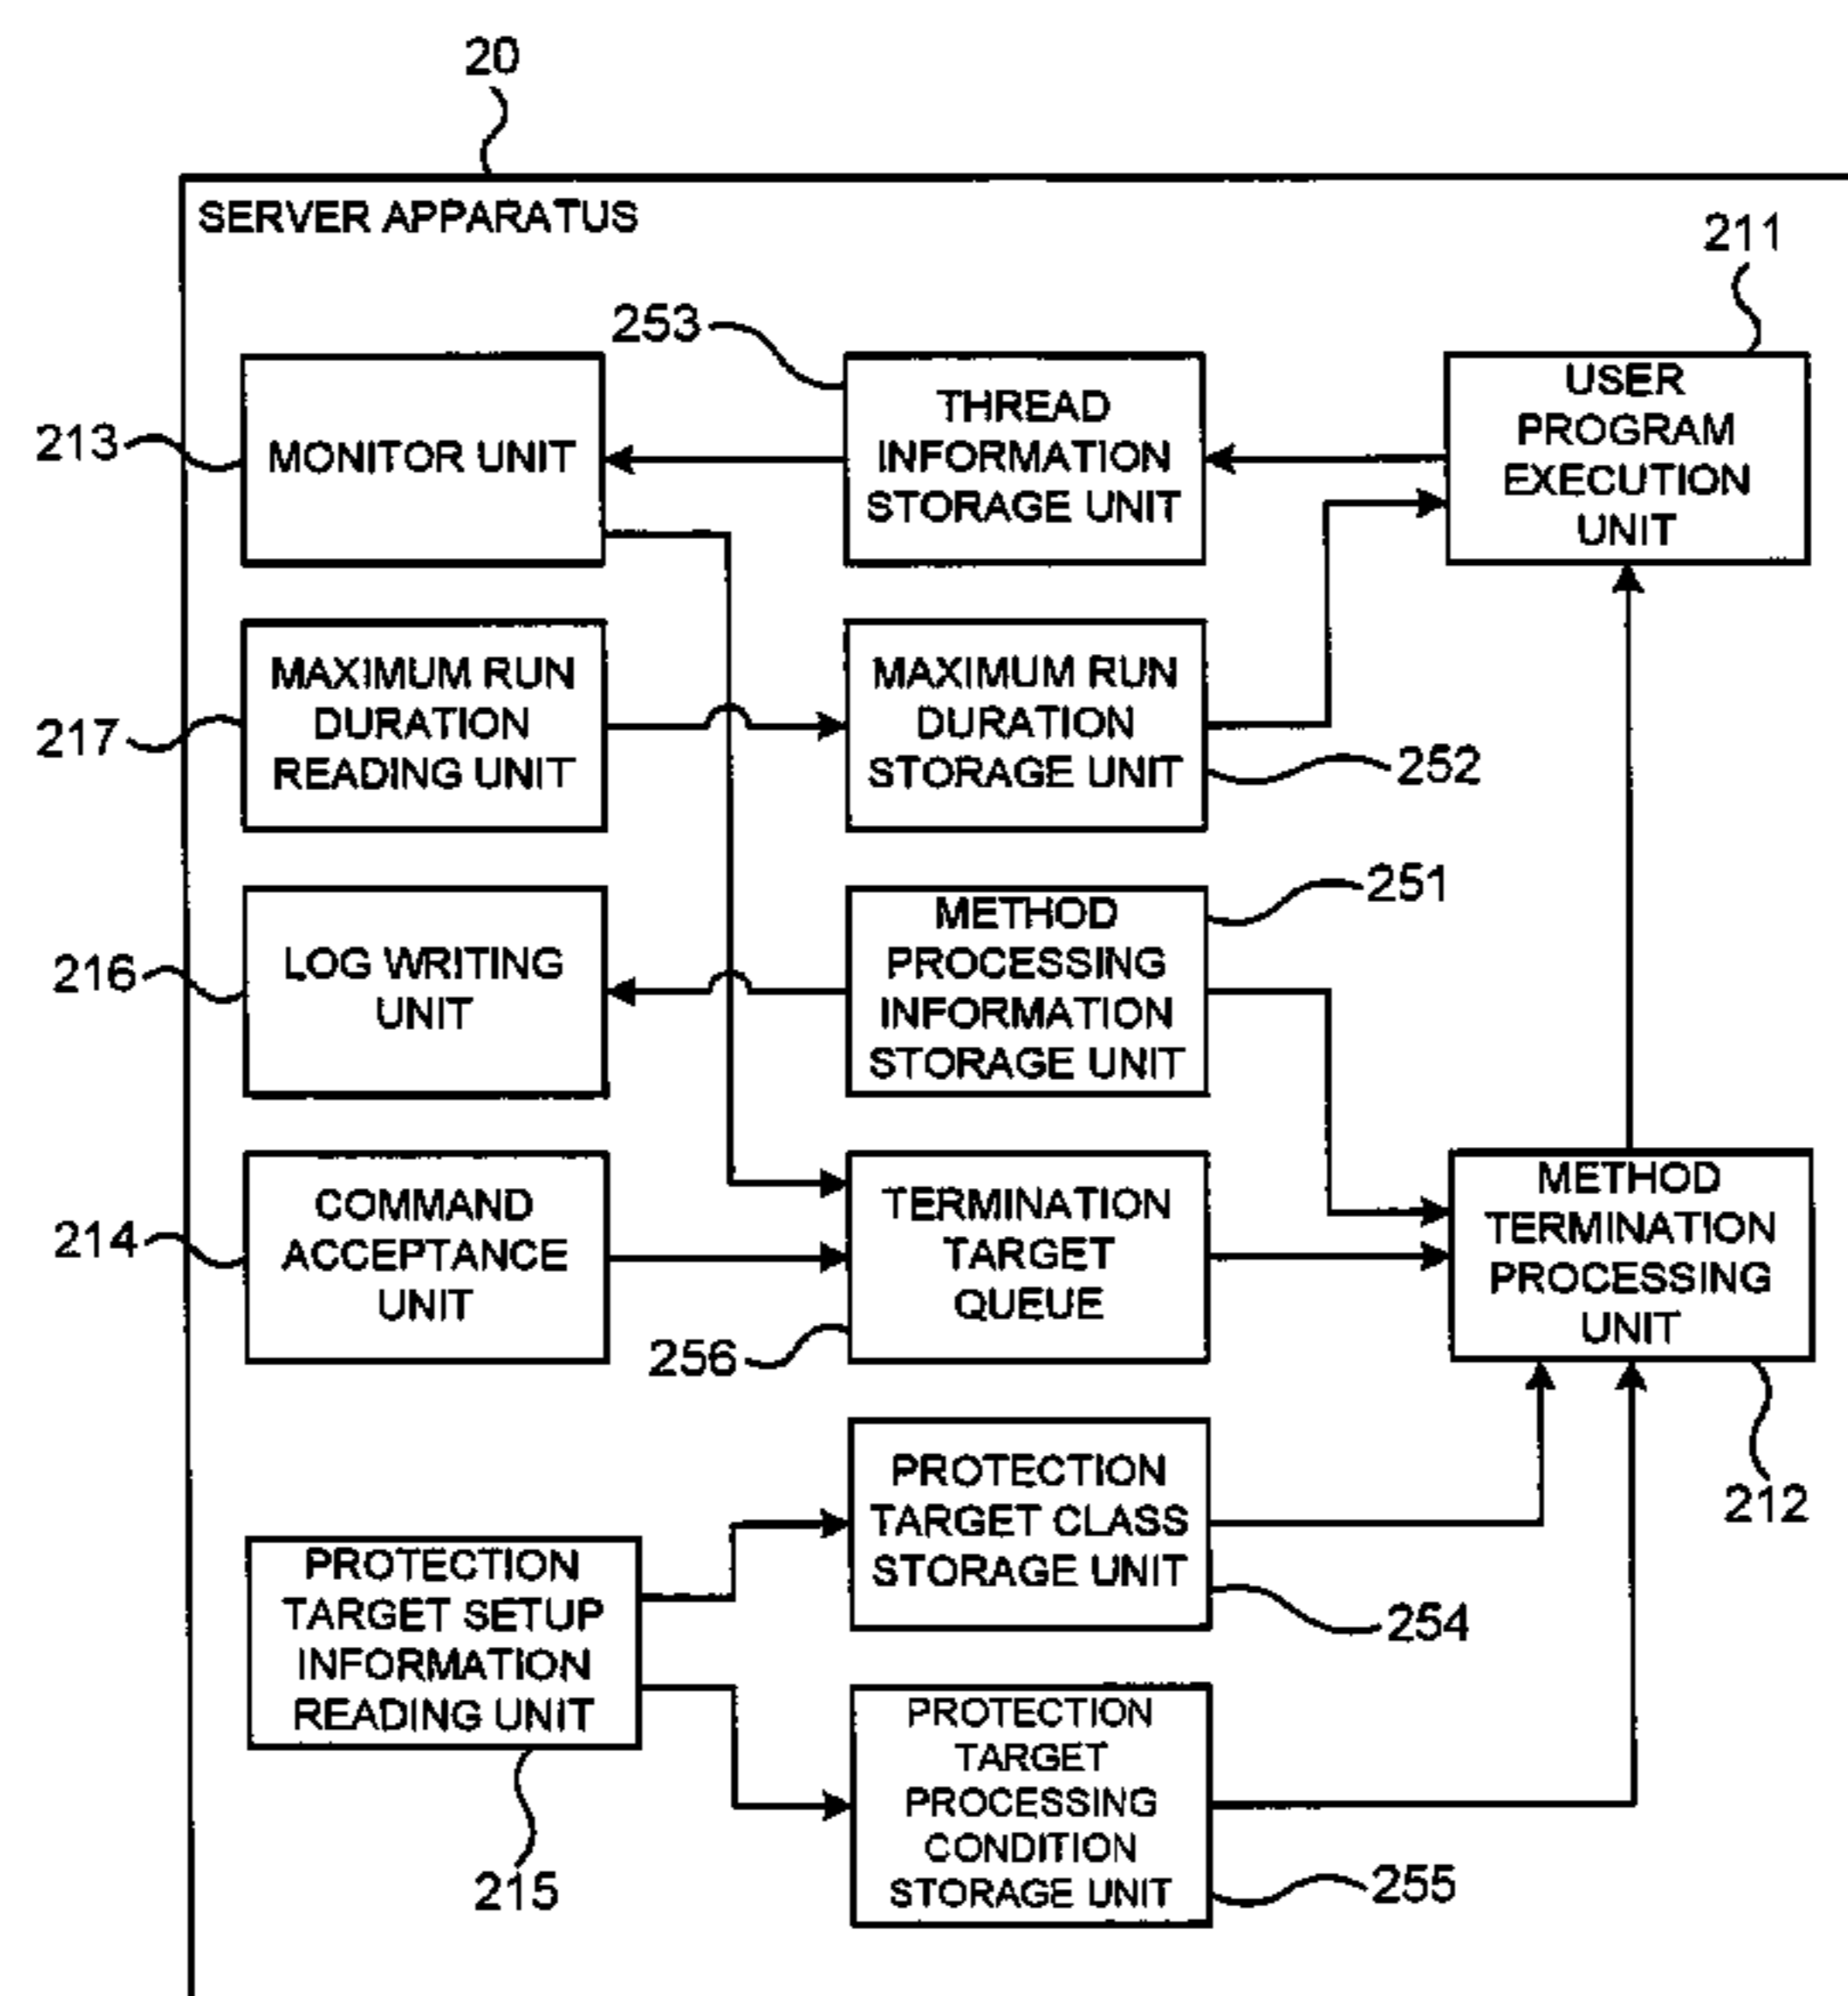 20
SERVER APPARATUS
211
253
USER
PROGRAM
EXECUTION
UNIT
THREAD
INFORMATION
STORAGE UNIT
213
MONITOR UNIT
MAXIMUM RUN
DURATION
READING UNIT
217
MAXIMUM RUN
DURATION
STORAGE UNIT
252
251
LOG WRITING
UNIT
216
METHOD
PROCESSING
INFORMATION
STORAGE UNIT
COMMAND
ACCEPTANCE
UNIT
214
TERMINATION
TARGET
QUEUE
256
METHOD
TERMINATION
PROCESSING
UNIT
212
PROTECTION
TARGET CLASS
STORAGE UNIT
254
PROTECTION
TARGET SETUP
INFORMATION
READING UNIT
215
PROTECTION
TARGET
PROCESSING
CONDITION
STORAGE UNIT
255